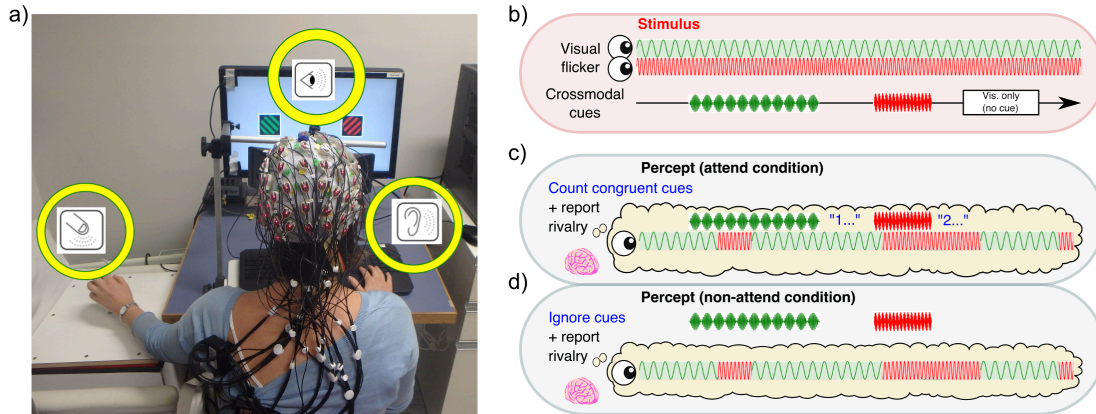 a)
b)
Stimulus
Visual
flicker
Crossmodal
cues
Vis. only
(no cue)
c)
Percept (attend condition)
Count congruent cues
+ report
rivalry
"1..."
"2..."
d)
Percept (non-attend condition)
Ignore cues
+ report
rivalry